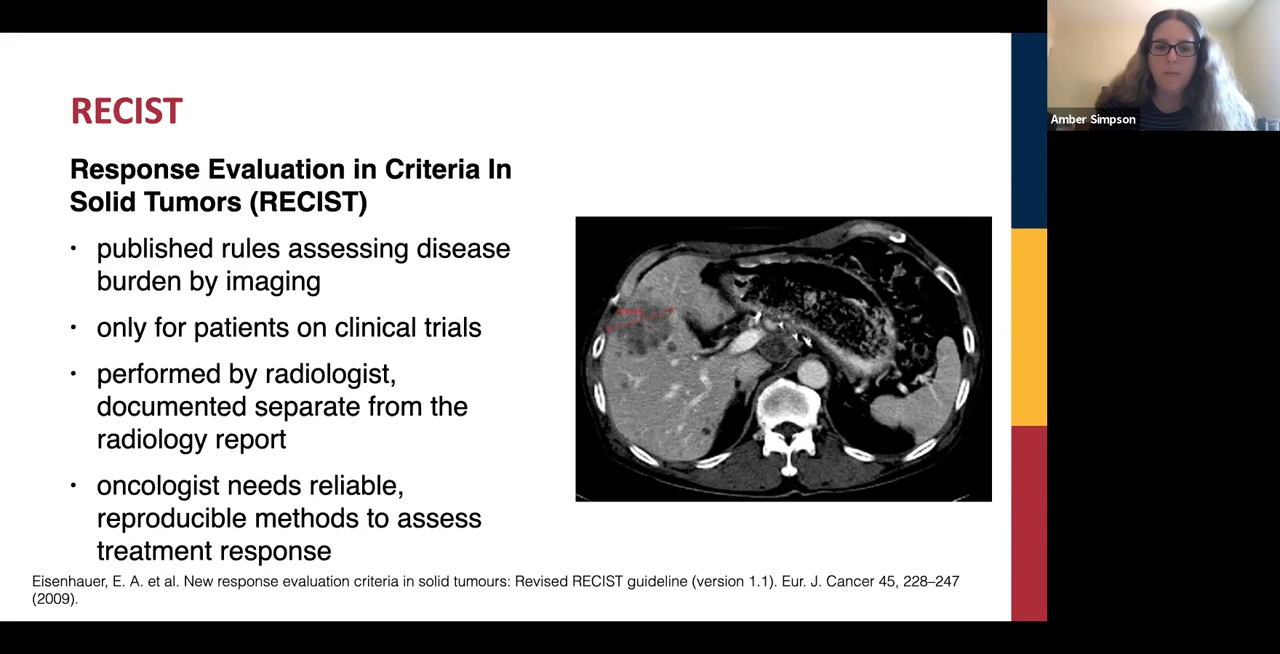 RECIST
Response Evaluation in Criteria In
Solid Tumors (RECIST)
• published rules assessing disease
burden by imaging
• only for patients on clinical trials
• performed by radiologist,
documented separate from the
radiology report
• oncologist needs reliable,
reproducible methods to assess
treatment response
Eisenhauer, E. A. et al. New response evaluation criteria in solid tumours: Revised RECIST guideline (version 1.1). Eur. J. Cancer 45, 228–247
(2009).
Amber Simpson